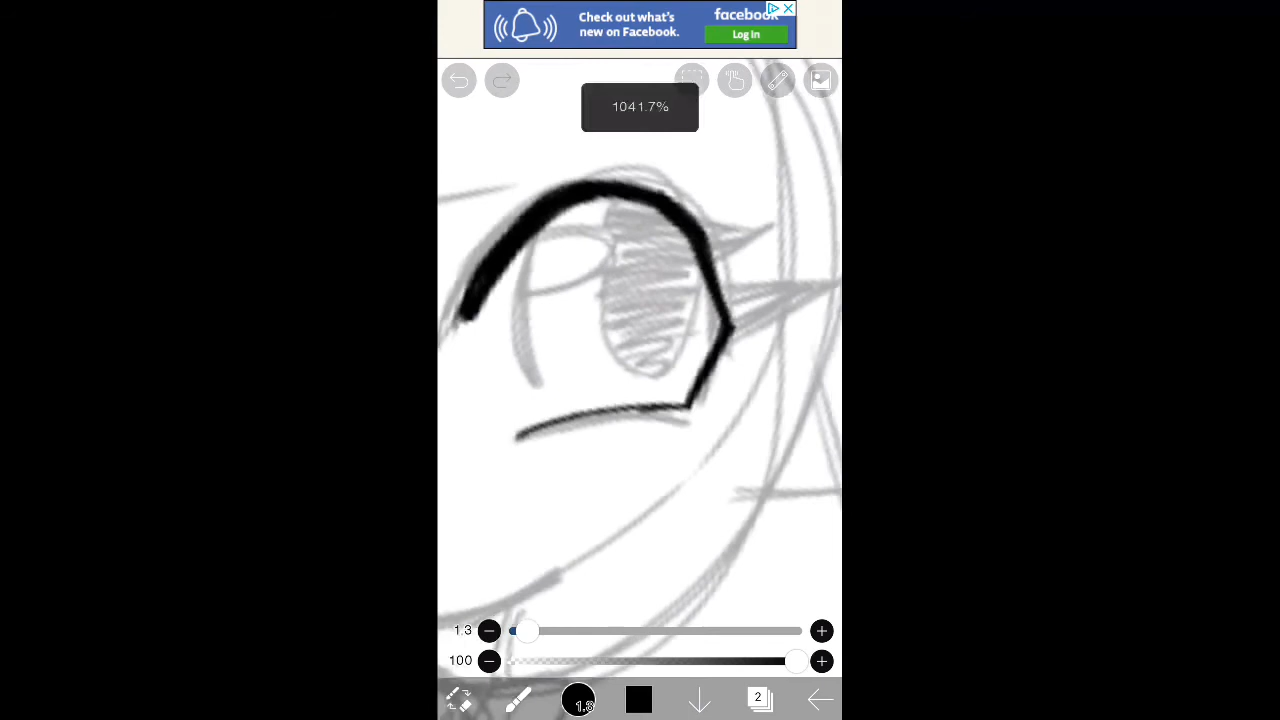 Check out what's
new on Facebook.
facebook
Log In
1041.7%
1.3
100
1.3
2